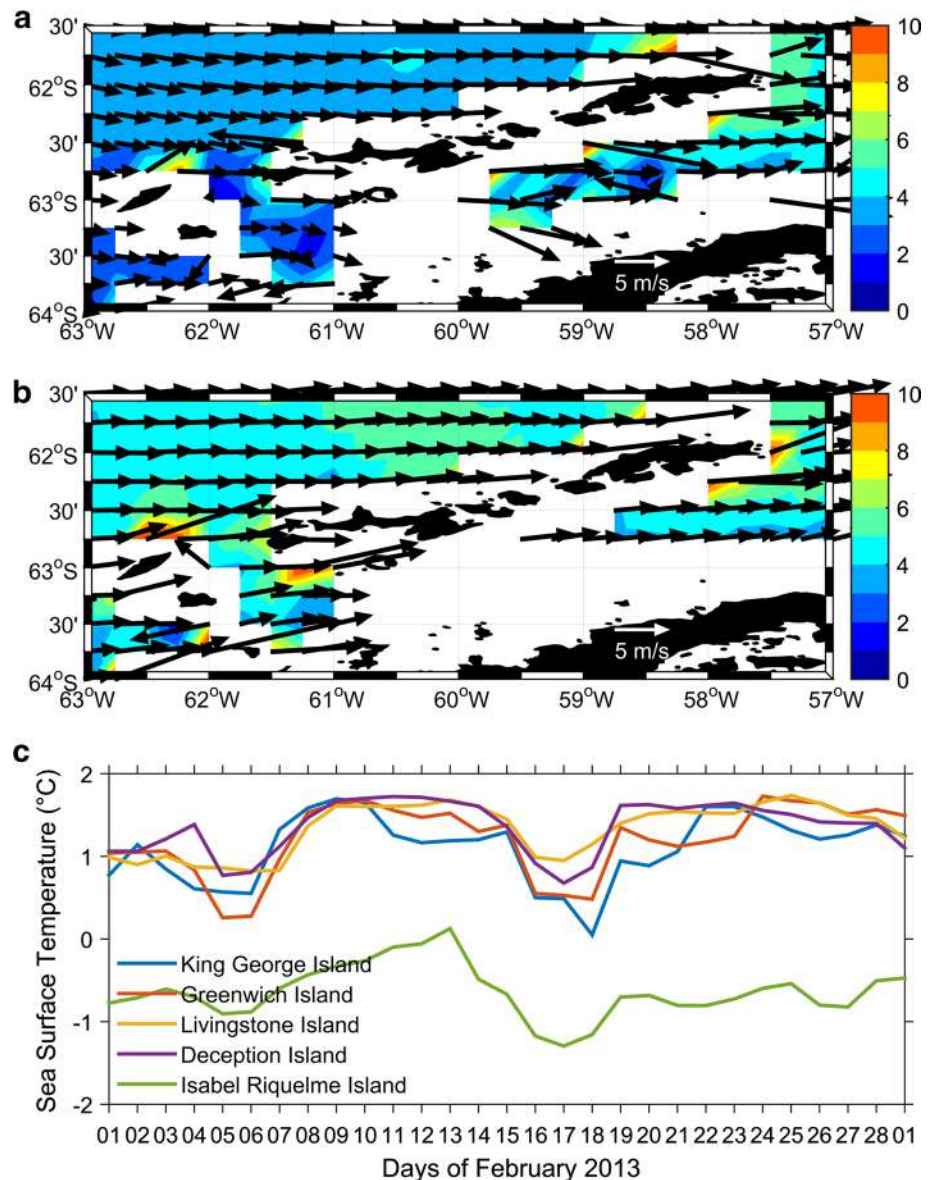 a
30'
62°S
30'
63°S
30'
64°S
5 m/s
63°W 62°W 61°W 60°W 59°W 58°W 57°W
10
8
6
4
2
0
b
30'
62°S
30'
63°S
30'
64°S
5 m/s
63°W 62°W 61°W 60°W 59°W 58°W 57°W
10
8
6
4
2
0
c
Sea Surface Temperature (°C)
2
1
0
-1
-2
King George Island
Greenwich Island
Livingstone Island
Deception Island
Isabel Riquelme Island
01 02 03 04 05 06 07 08 09 10 11 12 13 14 15 16 17 18 19 20 21 22 23 24 25 26 27 28 01
Days of February 2013